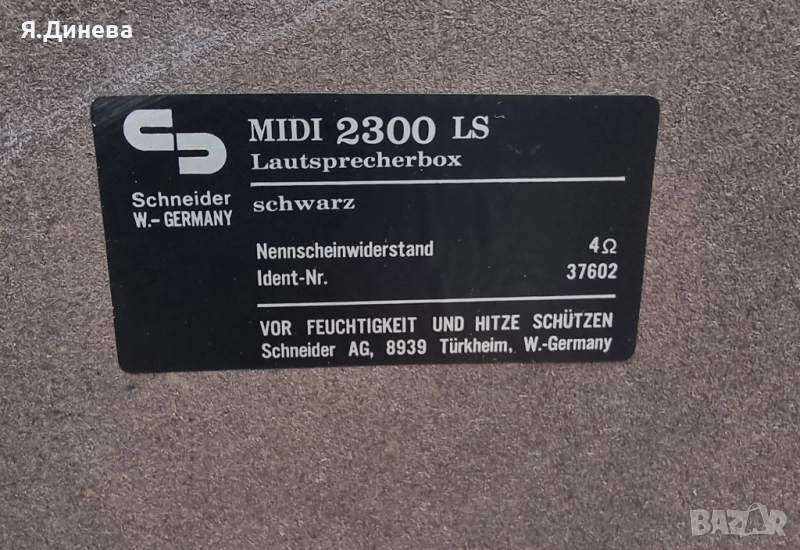 Я.Динева
MIDI 2300 LS
Lautsprecherbox
Schneider
W.- GERMANY
schwarz
Nennscheinwiderstand 4Ω
Ident-Nr. 37602
VOR FEUCHTIGKEIT UND HITZE SCHÜTZEN
Schneider AG, 8939 Türkheim, W.-Germany
BAZAR